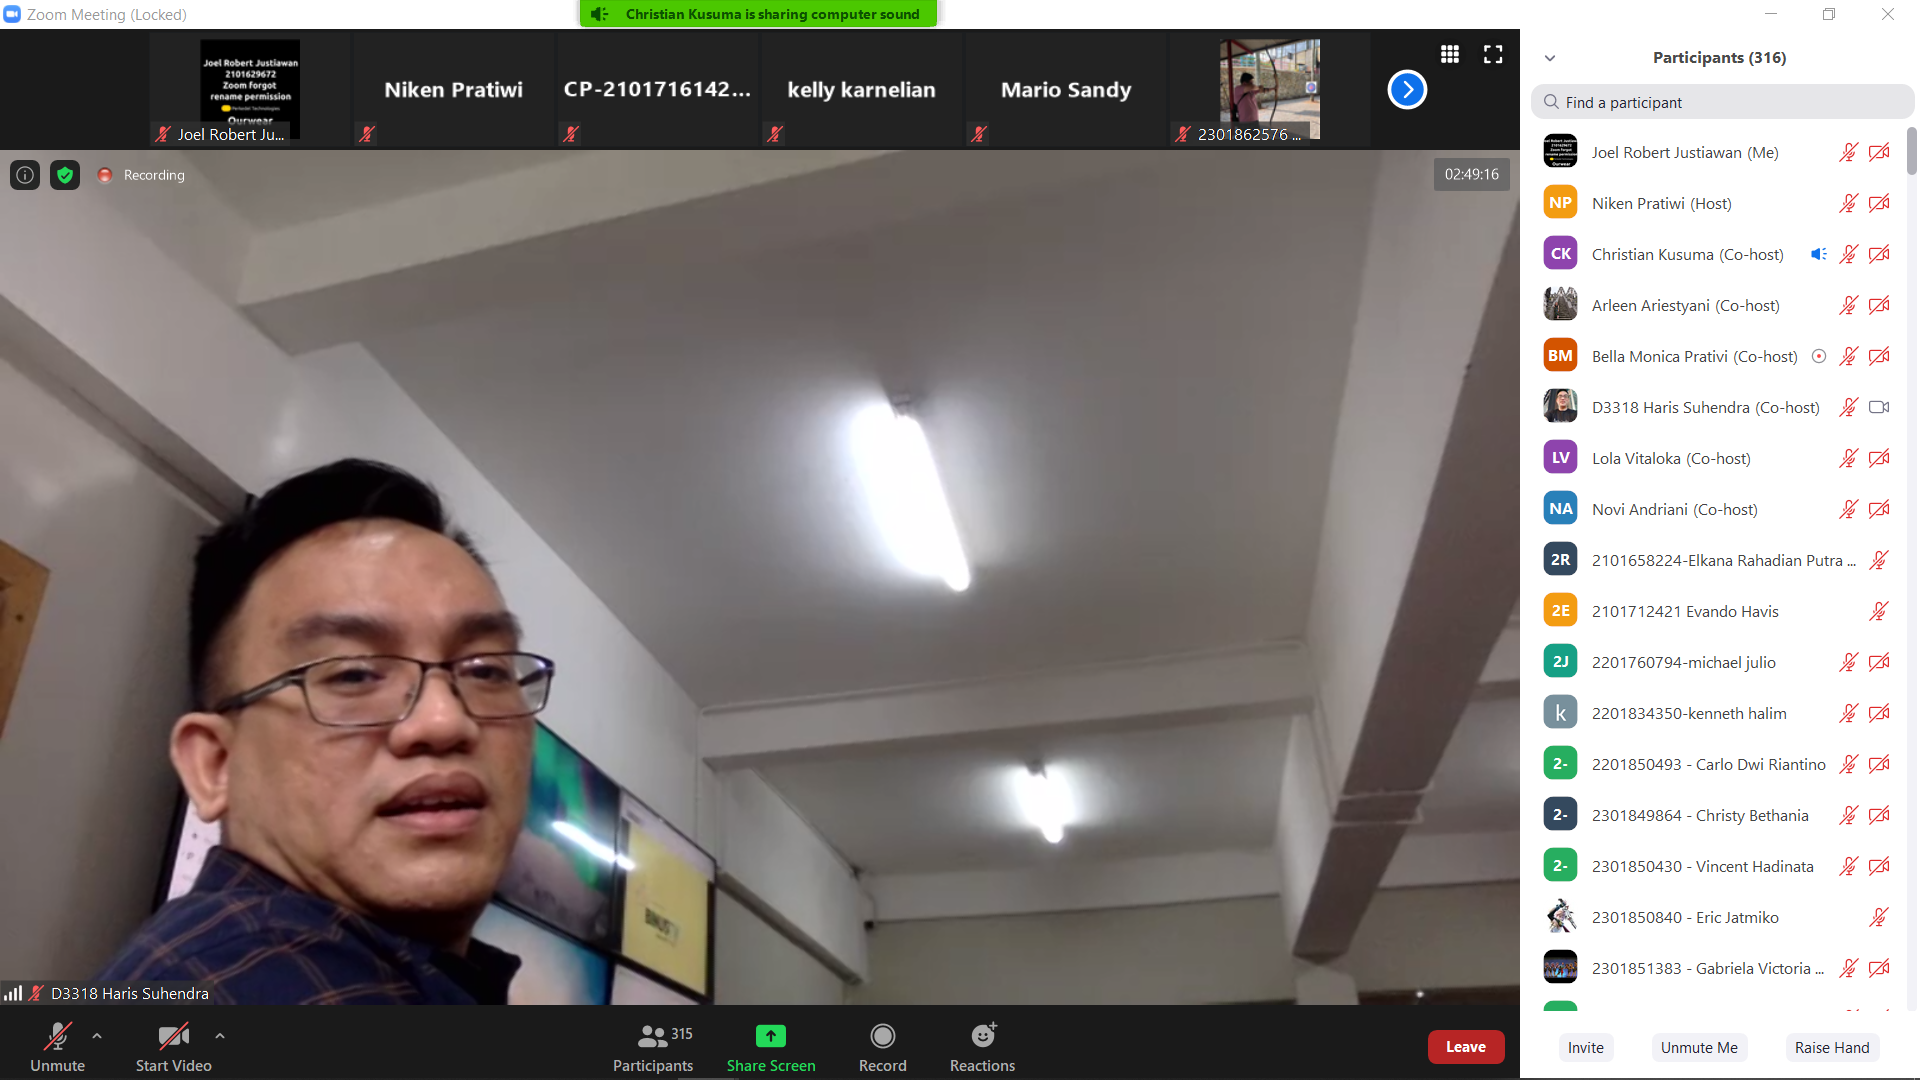 Zoom Meeting (Locked)
Christian Kusuma is sharing computer sound
Joel Robert Justiawan
2101629672
Zoom forgot
rename permission
Ourwear
Joel Robert Ju...
Niken Pratiwi
CP-2101716142...
kelly karnelian
Mario Sandy
2301862576 ...
Recording
02:49:16
D3318 Haris Suhendra
Unmute
Start Video
315
Participants
Share Screen
Record
Reactions
Leave
Participants (316)
Find a participant
Joel Robert Justiawan (Me)
NP Niken Pratiwi (Host)
CK Christian Kusuma (Co-host)
Arleen Ariestyani (Co-host)
BM Bella Monica Prativi (Co-host)
D3318 Haris Suhendra (Co-host)
LV Lola Vitaloka (Co-host)
NA Novi Andriani (Co-host)
2R 2101658224-Elkana Rahadian Putra ...
2E 2101712421 Evando Havis
2J 2201760794-michael julio
k 2201834350-kenneth halim
2- 2201850493 - Carlo Dwi Riantino
2- 2301849864 - Christy Bethania
2- 2301850430 - Vincent Hadinata
2301850840 - Eric Jatmiko
2301851383 - Gabriela Victoria ...
Invite
Unmute Me
Raise Hand